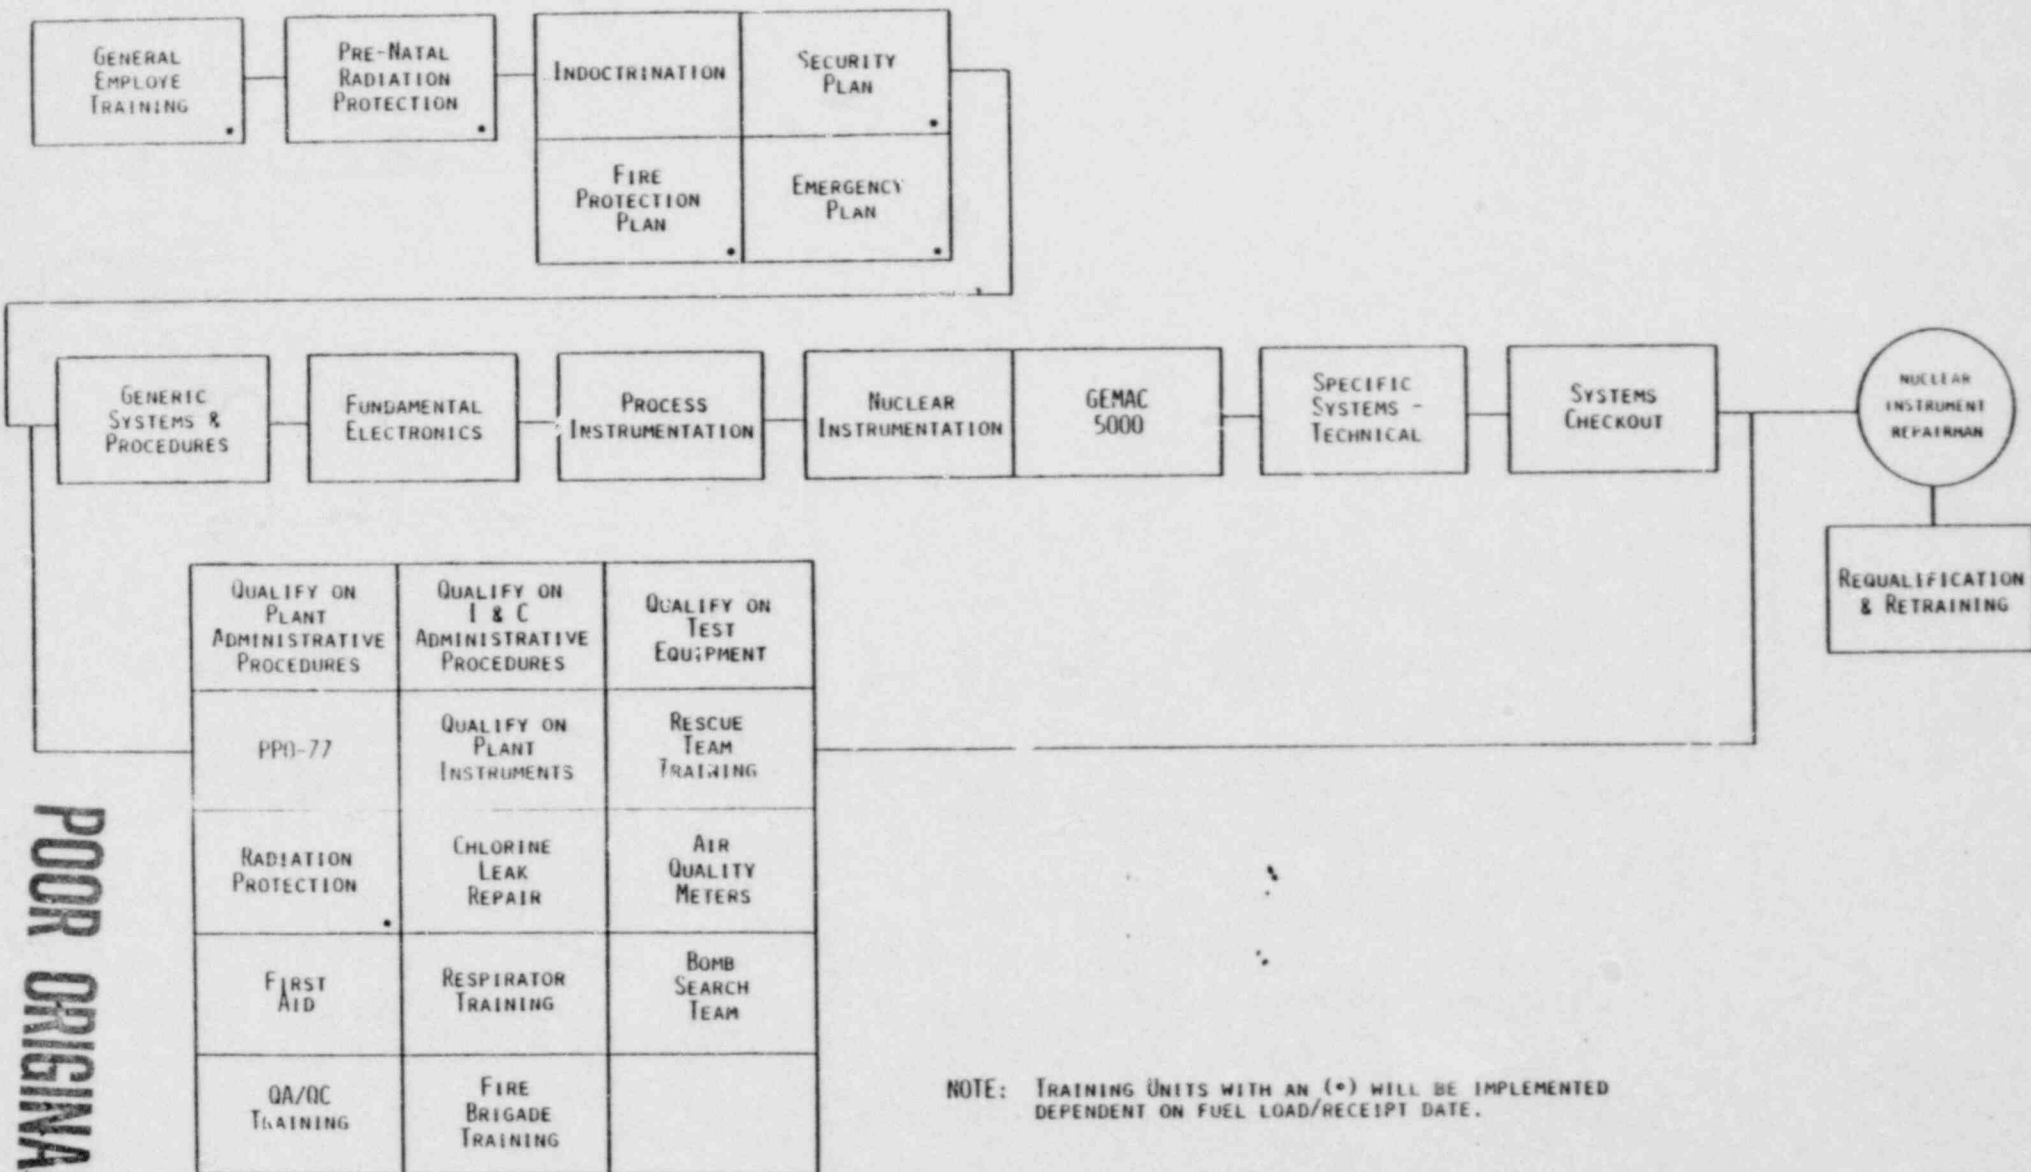 GENERAL
EMPLOYE
TRAINING
•
PRE-NATAL
RADIATION
PROTECTION
•
INDOCTRINATION
SECURITY
PLAN
•
FIRE
PROTECTION
PLAN
•
EMERGENCY
PLAN
•
GENERIC
SYSTEMS &
PROCEDURES
FUNDAMENTAL
ELECTRONICS
PROCESS
INSTRUMENTATION
NUCLEAR
INSTRUMENTATION
GEMAC
5000
SPECIFIC
SYSTEMS -
TECHNICAL
SYSTEMS
CHECKOUT
NUCLEAR
INSTRUMENT
REPAIRMAN
REQUALIFICATION
& RETRAINING
QUALIFY ON
PLANT
ADMINISTRATIVE
PROCEDURES
QUALIFY ON
I & C
ADMINISTRATIVE
PROCEDURES
QUALIFY ON
TEST
EQUIPMENT
PPO-77
QUALIFY ON
PLANT
INSTRUMENTS
RESCUE
TEAM
TRAINING
RADIATION
PROTECTION
•
CHLORINE
LEAK
REPAIR
AIR
QUALITY
METERS
FIRST
AID
RESPIRATOR
TRAINING
BOMB
SEARCH
TEAM
QA/QC
TRAINING
FIRE
BRIGADE
TRAINING
NOTE: TRAINING UNITS WITH AN (•) WILL BE IMPLEMENTED
DEPENDENT ON FUEL LOAD/RECEIPT DATE.
POOR ORIGINA